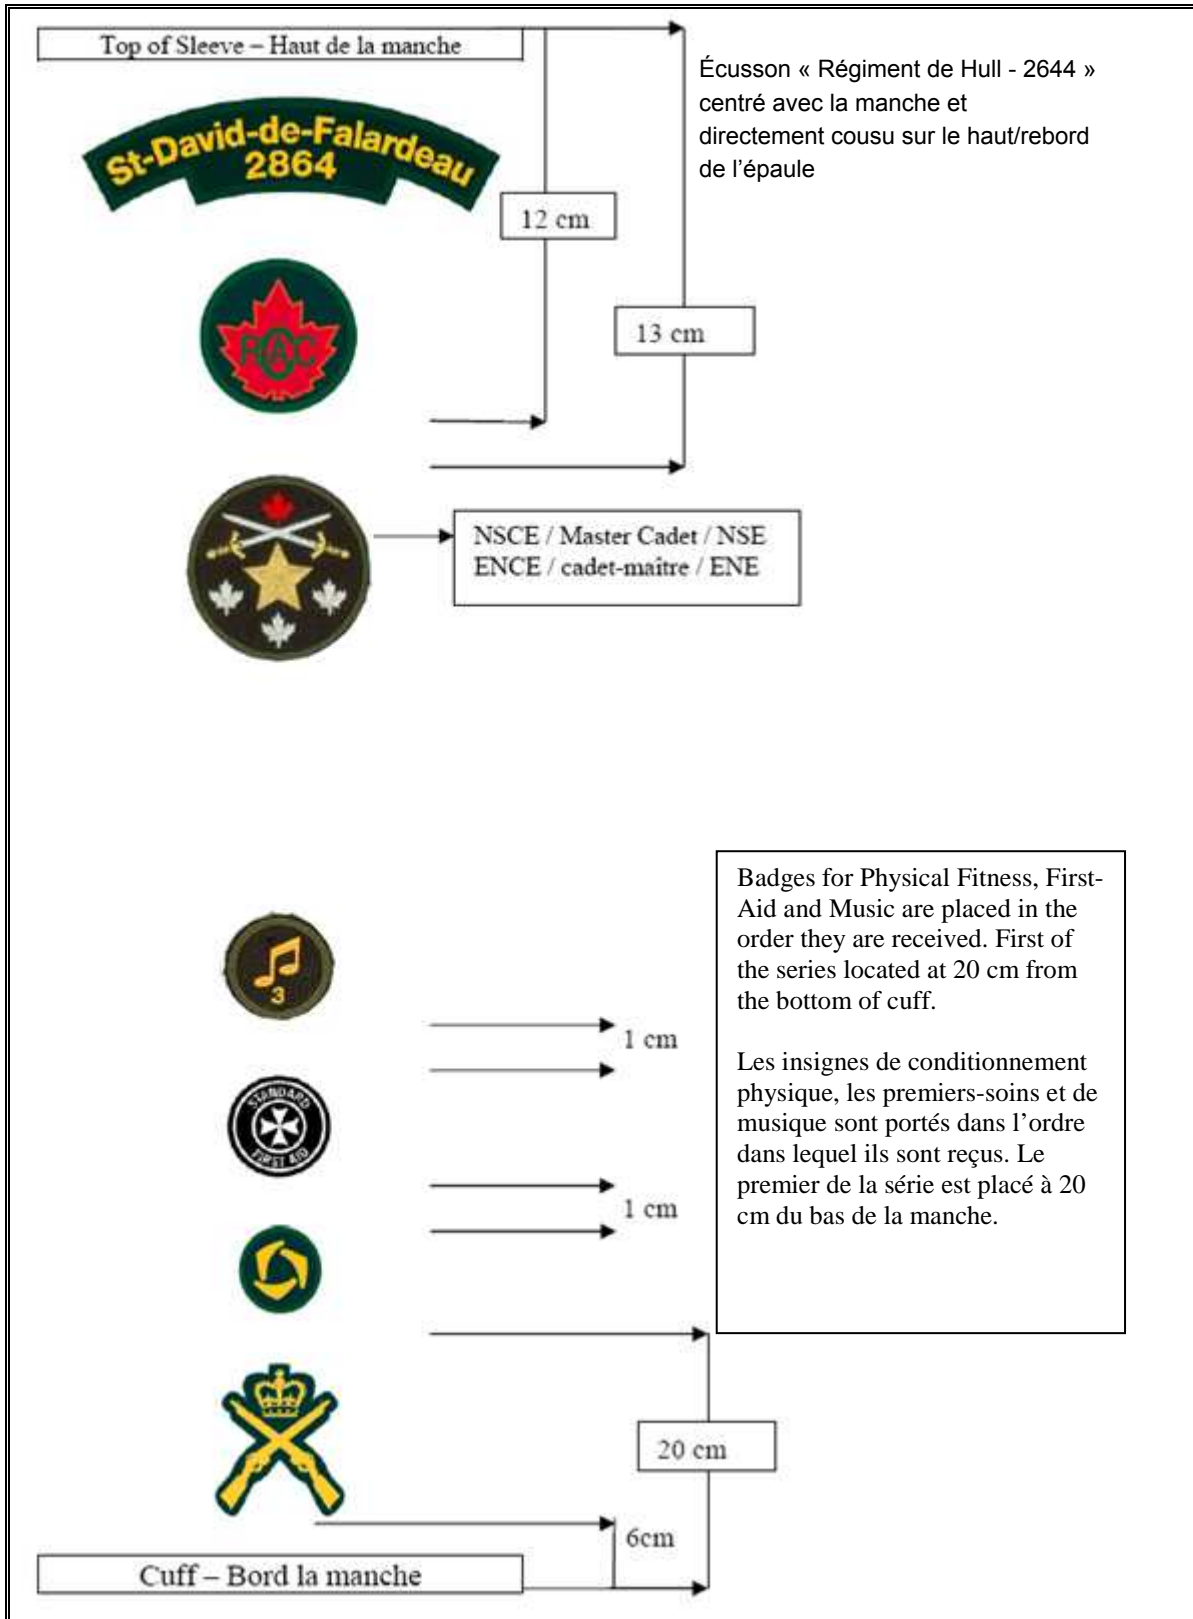 Top of Sleeve – Haut de la manche
Écusson « Régiment de Hull - 2644 »
centré avec la manche et
directement cousu sur le haut/rebord
de l’épaule
St-David-de-Falardeau
2864
12 cm
RCAC
13 cm
NSCE / Master Cadet / NSE
ENCE / cadet-maître / ENE
Badges for Physical Fitness, First-
Aid and Music are placed in the
order they are received. First of
the series located at 20 cm from
the bottom of cuff.
Les insignes de conditionnement
physique, les premiers-soins et de
musique sont portés dans l’ordre
dans lequel ils sont reçus. Le
premier de la série est placé à 20
cm du bas de la manche.
3
1 cm
STANDARD
FIRST AID
1 cm
20 cm
6cm
Cuff – Bord la manche